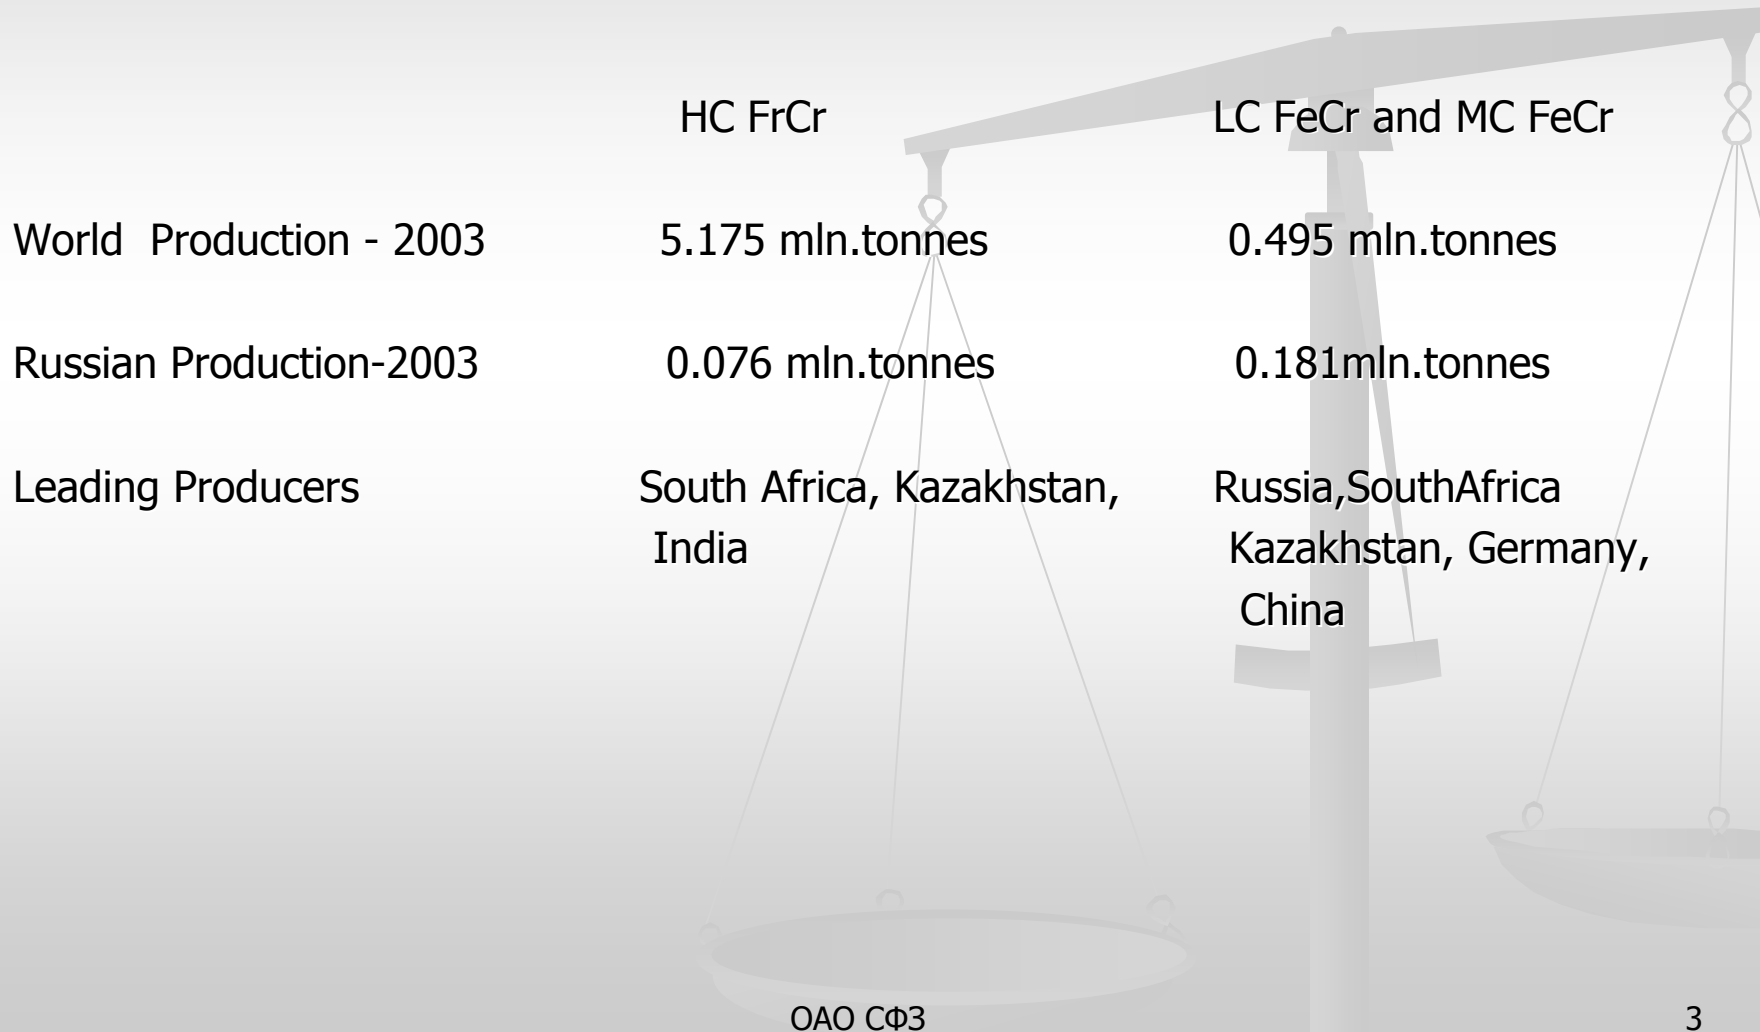 HC FrCr LC FeCr and MC FeCr
World Production - 2003 5.175 mln.tonnes 0.495 mln.tonnes
Russian Production-2003 0.076 mln.tonnes 0.181mln.tonnes
Leading Producers South Africa, Kazakhstan, Russia,SouthAfrica
India Kazakhstan, Germany,
China
ОАО СФЗ 3